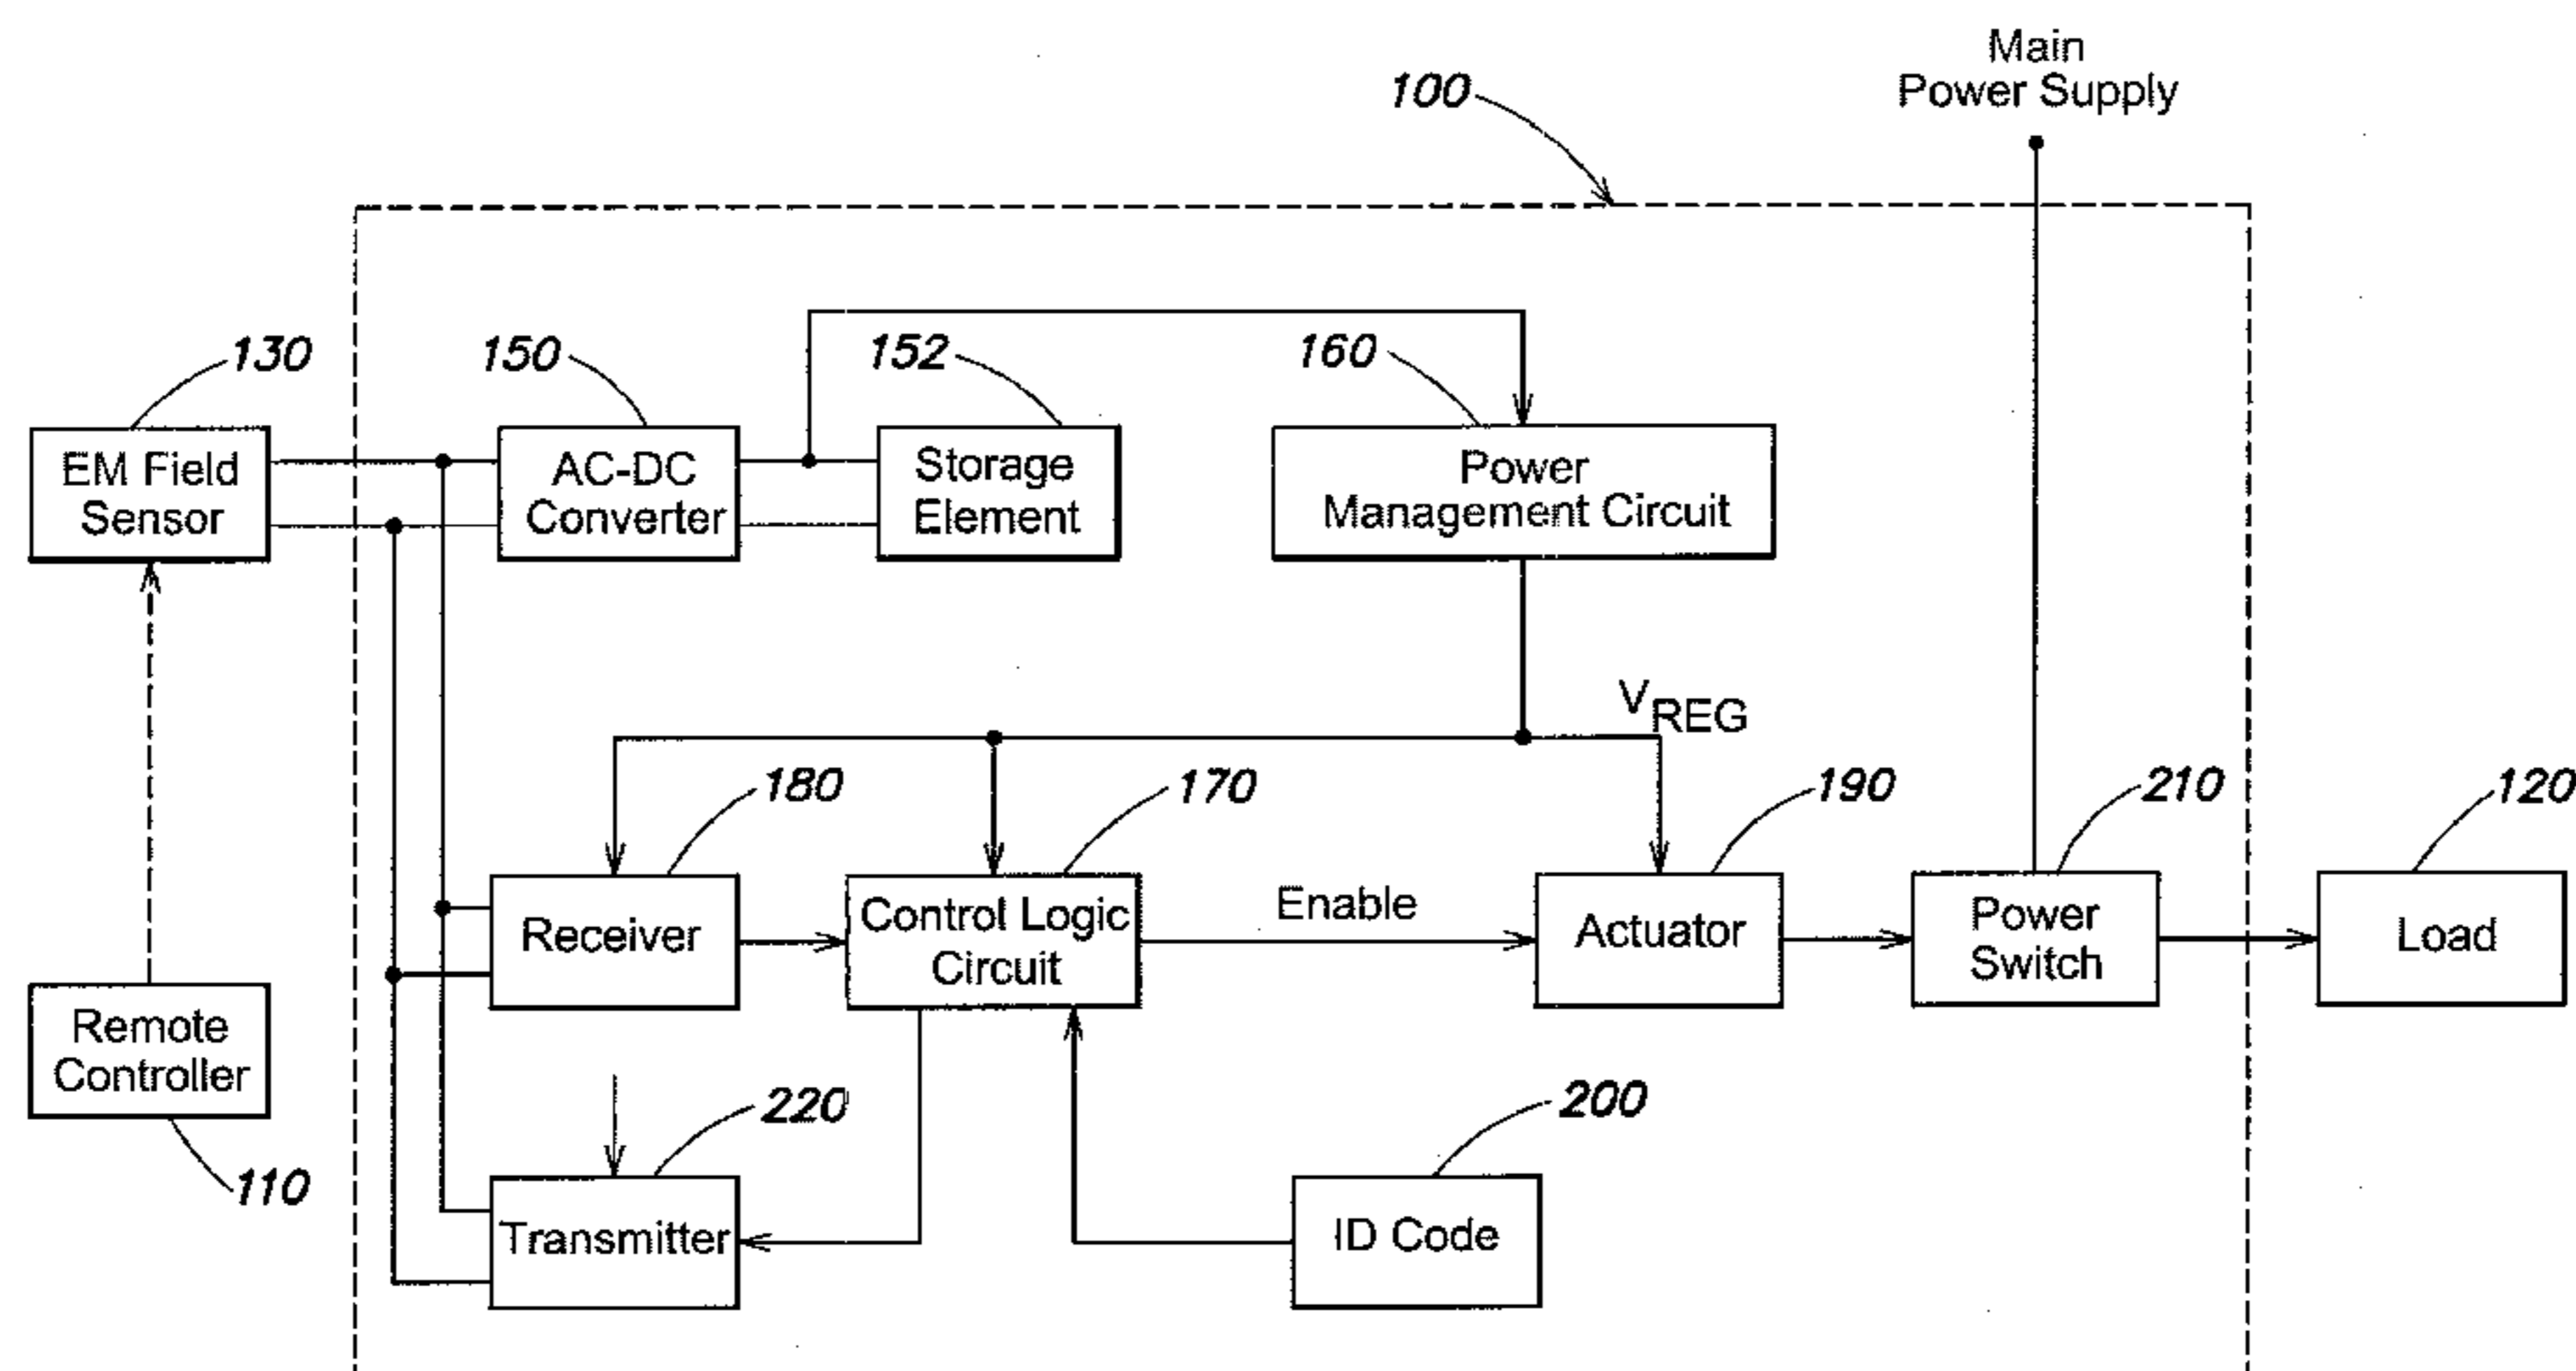 Main
Power Supply
100
130
150
152
160
EM Field
Sensor
AC-DC
Converter
Storage
Element
Power
Management Circuit
VREG
180
170
190
210
120
Receiver
Control Logic
Circuit
Enable
Actuator
Power
Switch
Load
Remote
Controller
110
220
200
Transmitter
ID Code